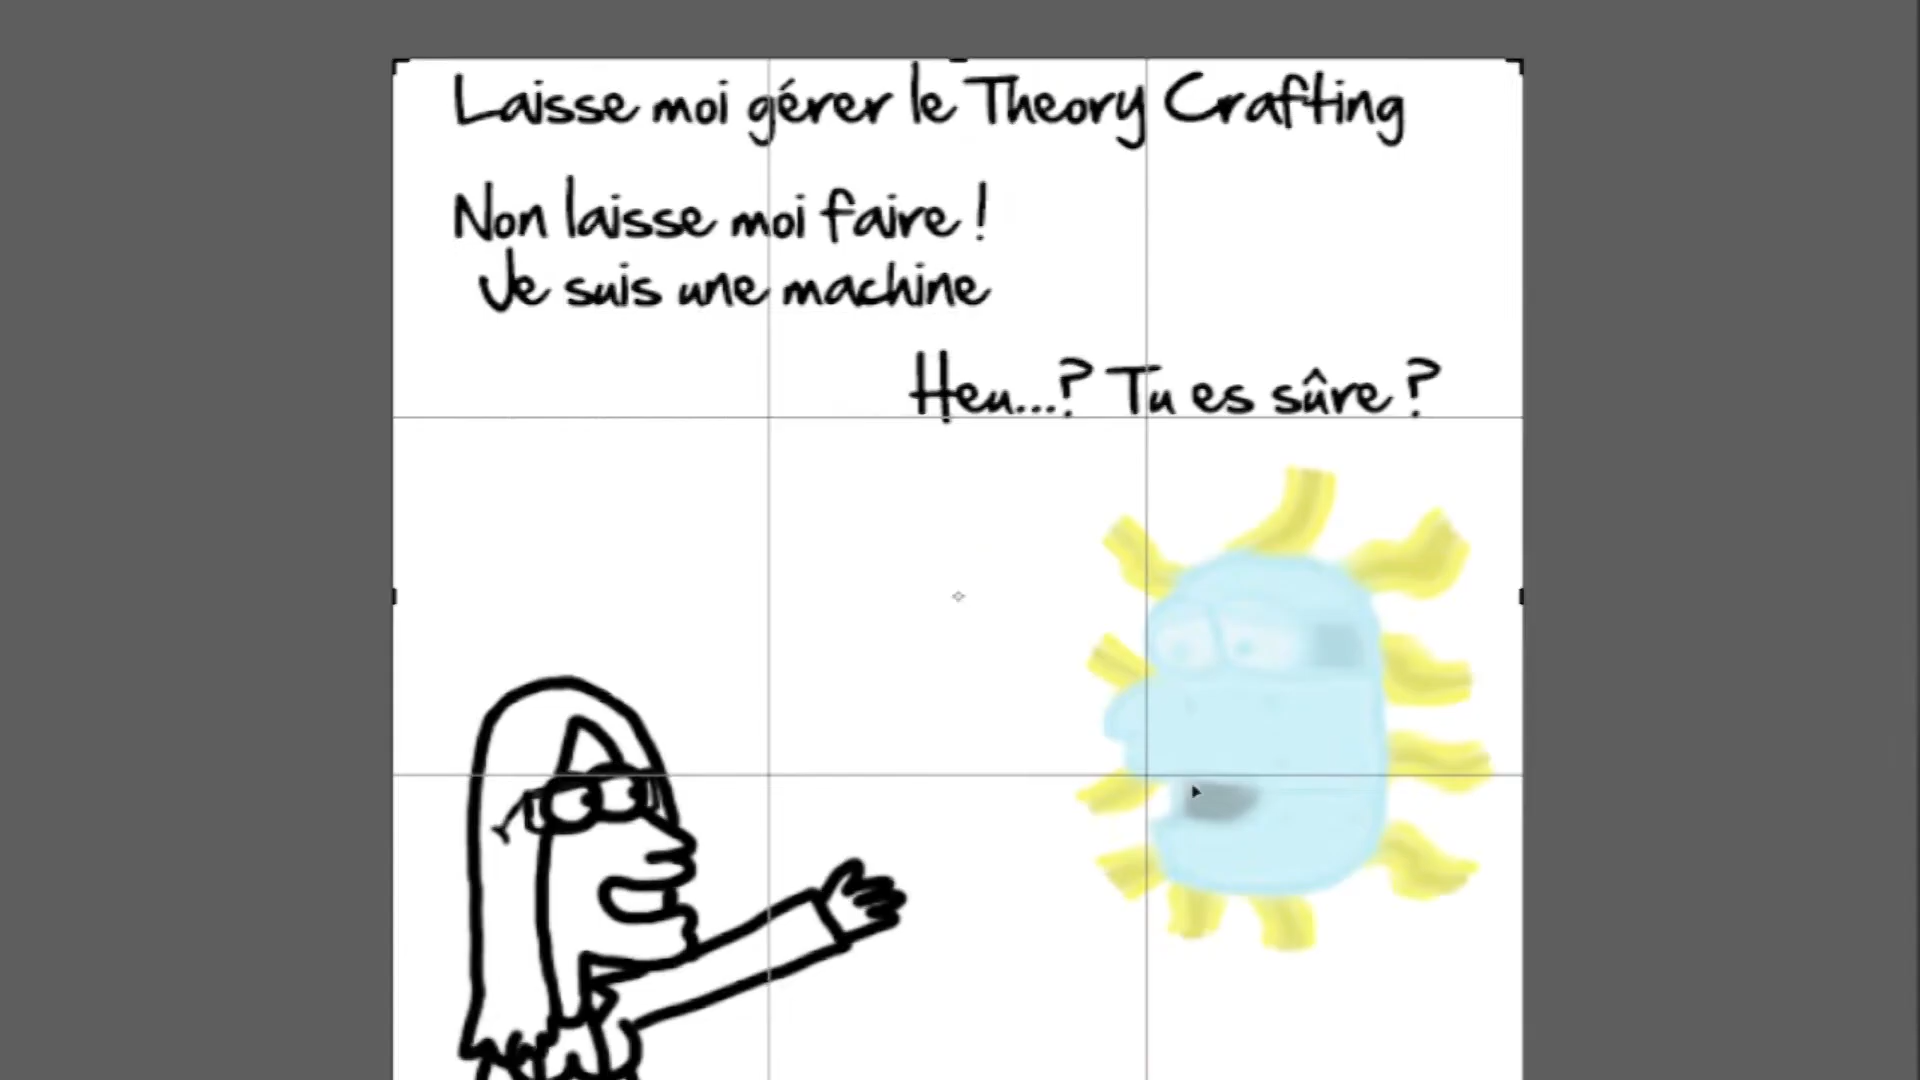 Laisse moi gérer le Theory Crafting
Non laisse moi faire !
Je suis une machine
Heu...? Tu es sûre ?